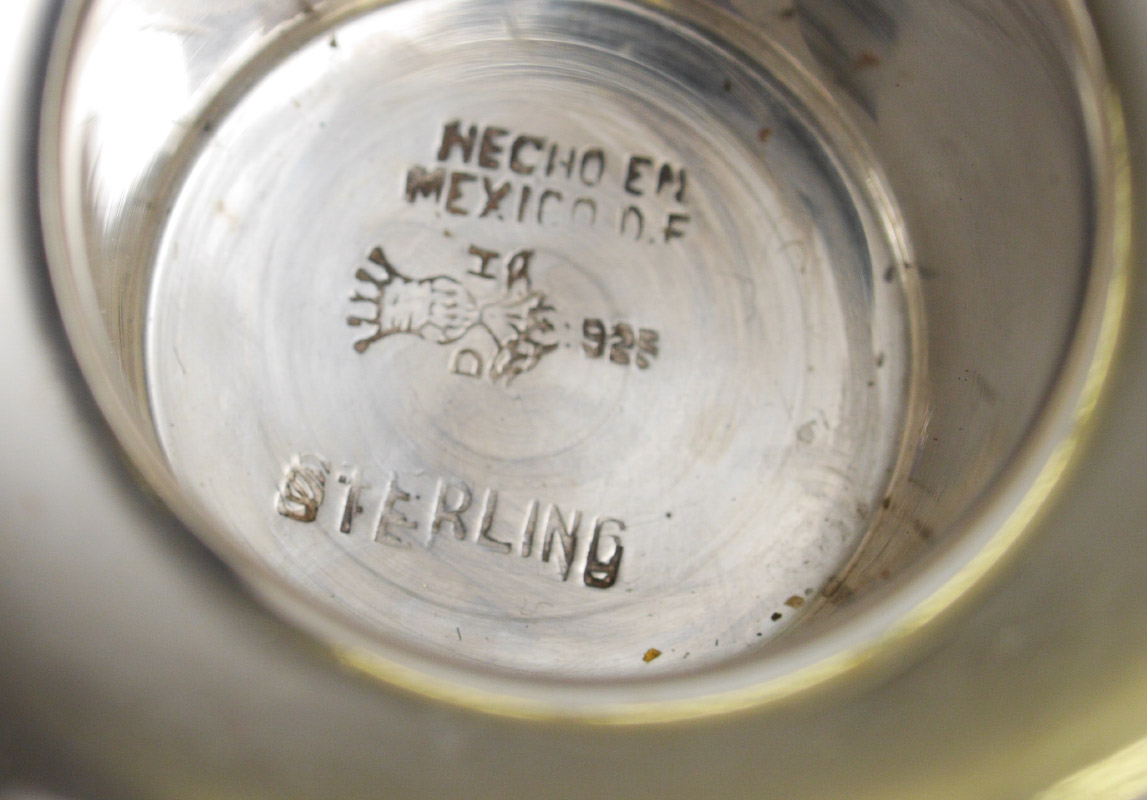 HECHO EN
MEXICO D.F
925
STERLING